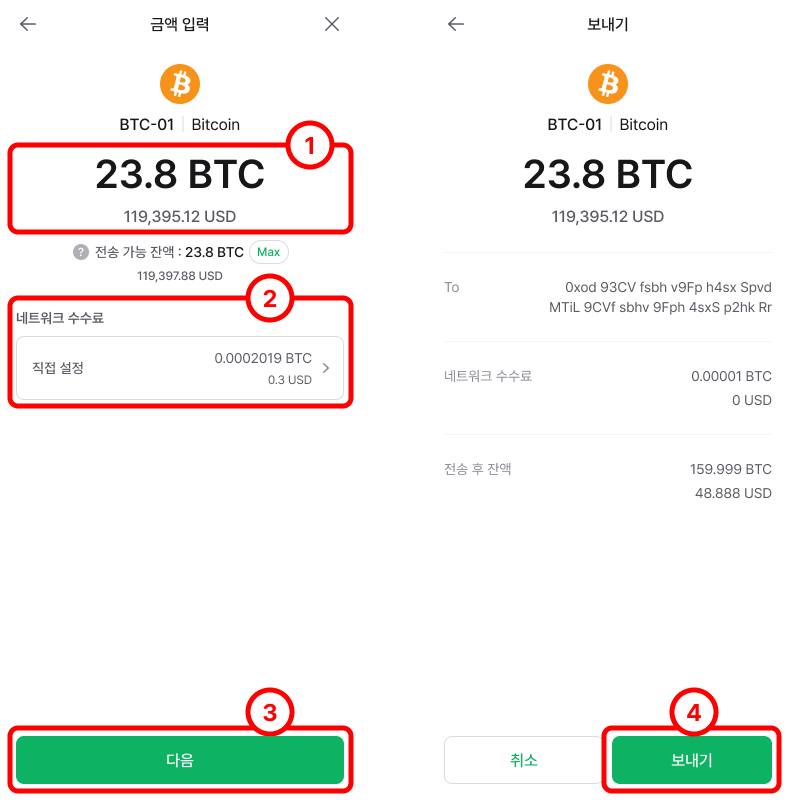 금액 입력
BTC-01 | Bitcoin
1
23.8 BTC
119,395.12 USD
? 전송 가능 잔액 : 23.8 BTC Max
119,397.88 USD
2
네트워크 수수료
직접 설정
0.0002019 BTC
0.3 USD
3
다음
보내기
BTC-01 | Bitcoin
23.8 BTC
119,395.12 USD
To
0xod 93CV fsbh v9Fp h4sx Spvd
MTiL 9CVf sbhv 9Fph 4sxS p2hk Rr
네트워크 수수료
0.00001 BTC
0 USD
전송 후 잔액
159.999 BTC
48.888 USD
4
취소
보내기